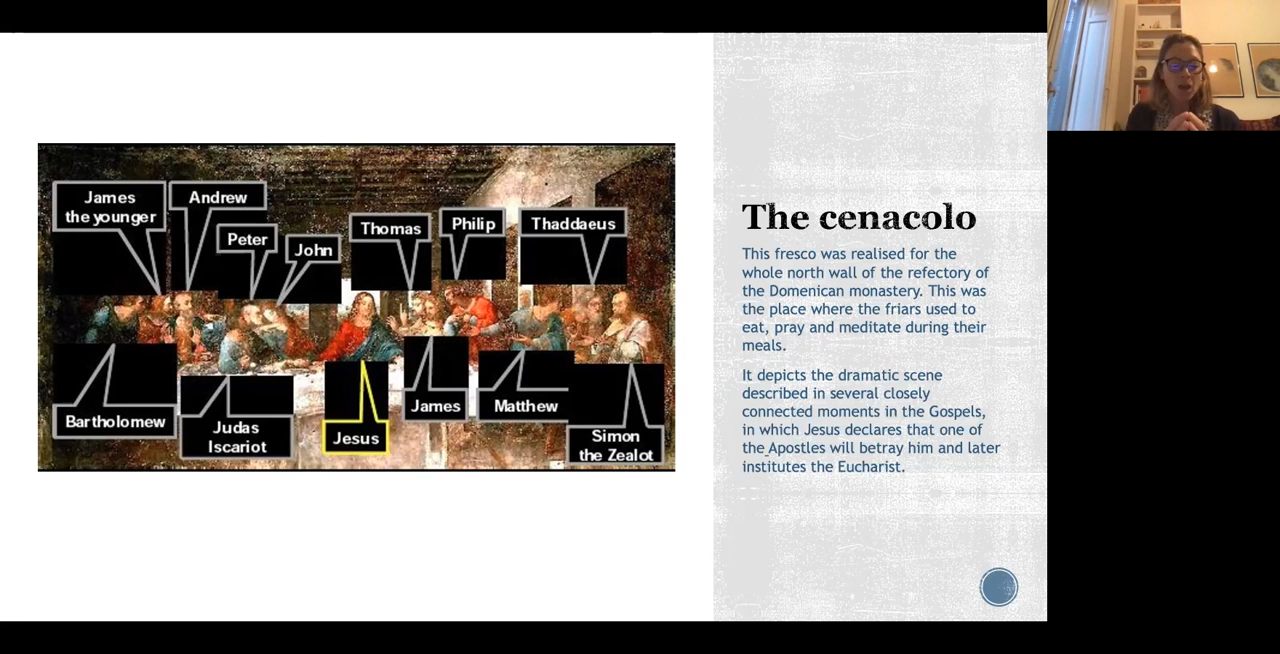 James
the younger
Andrew
Peter
John
Thomas
Philip
Thaddaeus
Bartholomew
Judas
Iscariot
Jesus
James
Matthew
Simon
the Zealot
The cenacolo
This fresco was realised for the
whole north wall of the refectory of
the Domenican monastery. This was
the place where the friars used to
eat, pray and meditate during their
meals.
It depicts the dramatic scene
described in several closely
connected moments in the Gospels,
in which Jesus declares that one of
the Apostles will betray him and later
institutes the Eucharist.